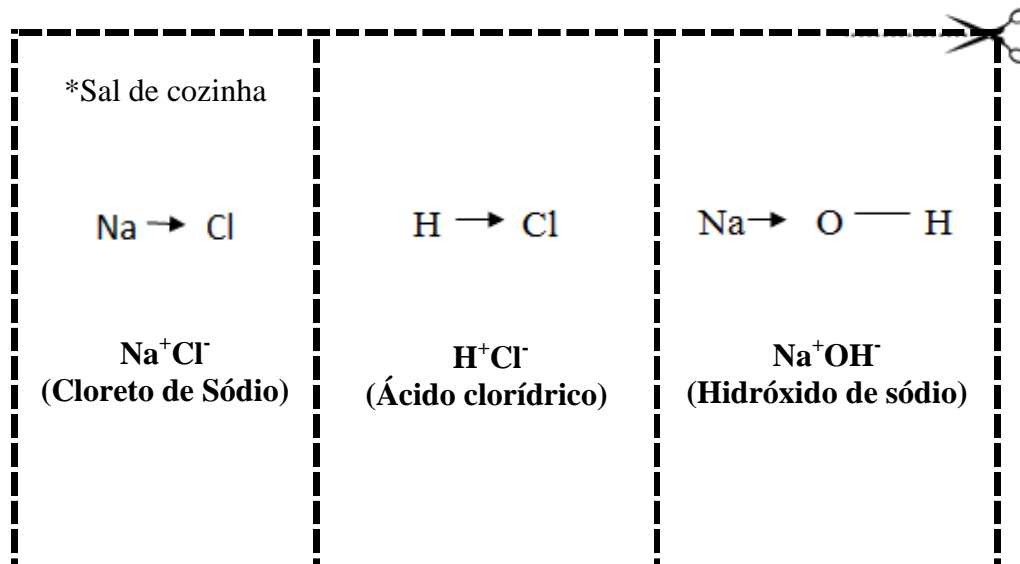 *Sal de cozinha
Na → Cl
Na⁺Cl⁻
(Cloreto de Sódio)
H → Cl
H⁺Cl⁻
(Ácido clorídrico)
Na → O — H
Na⁺OH⁻
(Hidróxido de sódio)